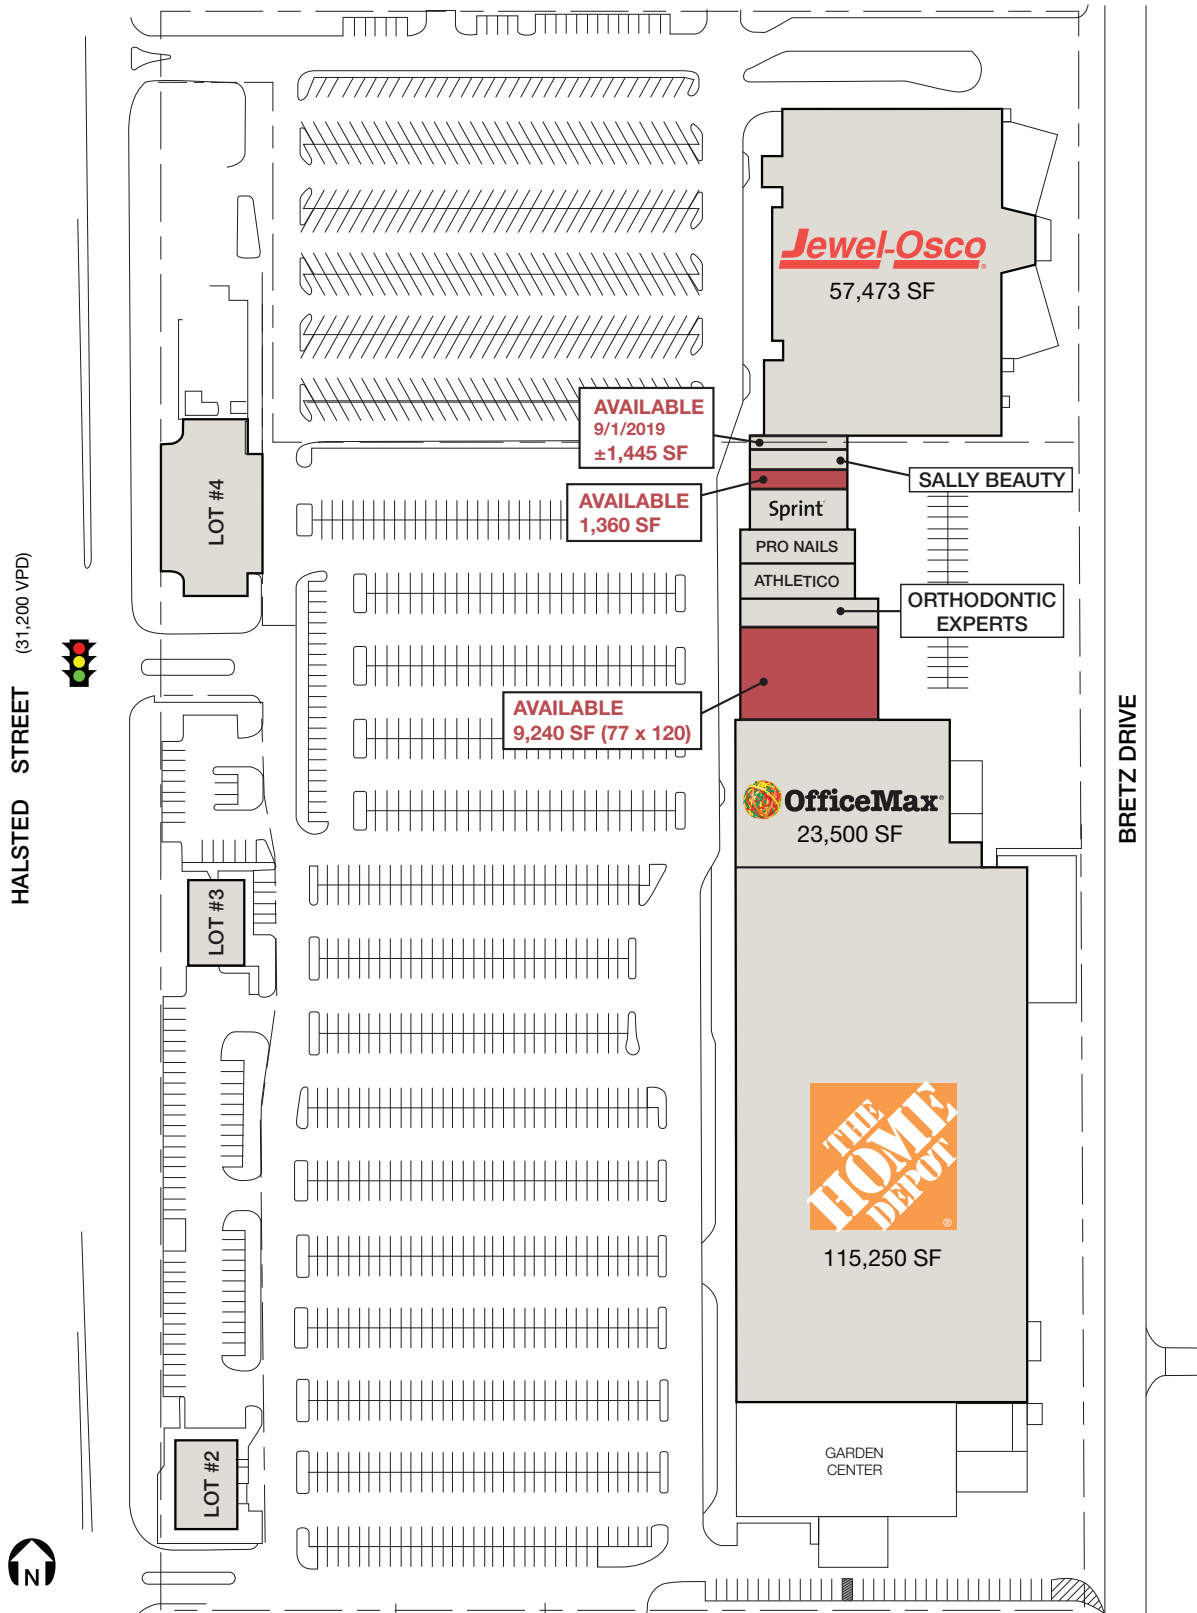 Jewel-Osco®
57,473 SF
AVAILABLE
9/1/2019
±1,445 SF
SALLY BEAUTY
AVAILABLE
1,360 SF
Sprint
PRO NAILS
ATHLETICO
ORTHODONTIC
EXPERTS
AVAILABLE
9,240 SF (77 x 120)
OfficeMax®
23,500 SF
THE
HOME
DEPOT
®
115,250 SF
GARDEN
CENTER
LOT #4
LOT #3
LOT #2
HALSTED STREET (31,200 VPD)
BRETZ DRIVE
N